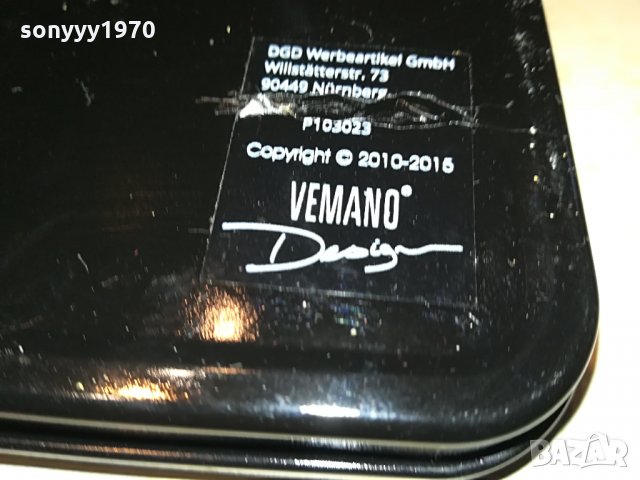 sonyyy1970
DGD Werbeartikel GmbH
Willstätterstr. 73
90449 Nürnberg
P103023
Copyright © 2010-2015
VEMANO®
Design
BAZAR